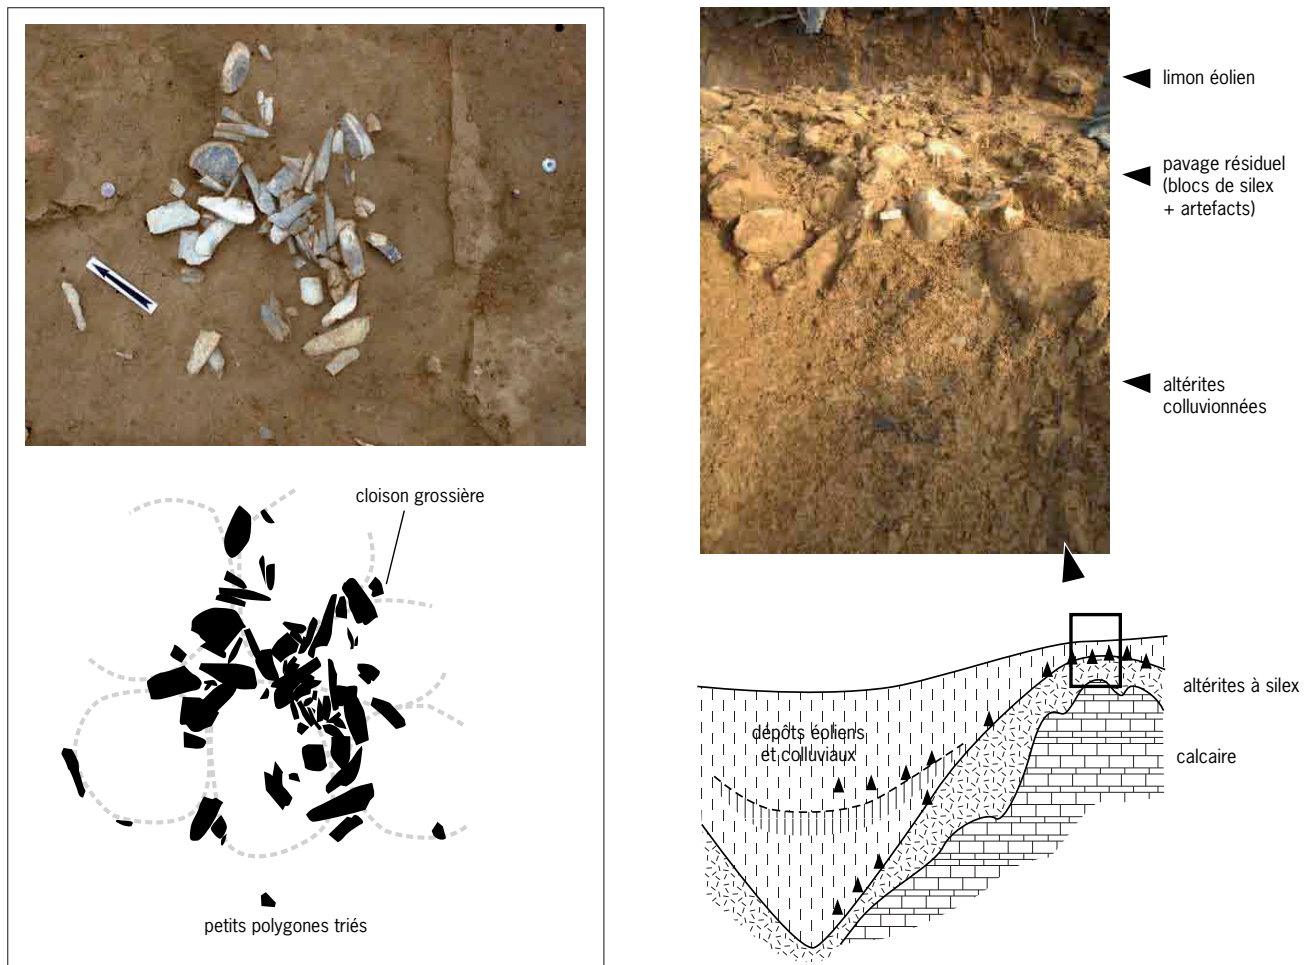 cloison grossière
petits polygones triés
limon éolien
pavage résiduel
(blocs de silex
+ artefacts)
altérites
colluvionnées
altérites à silex
dépôts éoliens
et colluviaux
calcaire